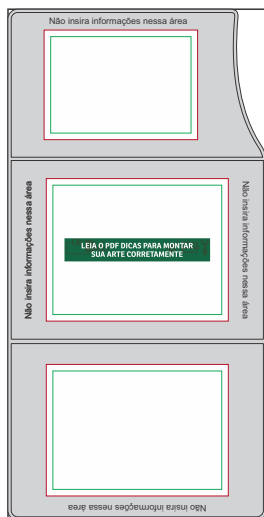 Não insira informações nessa área
Não insira informações nessa área
LEIA O PDF DICAS PARA MONTAR
SUA ARTE CORRETAMENTE
Não insira informações nessa área
Não insira informações nessa área